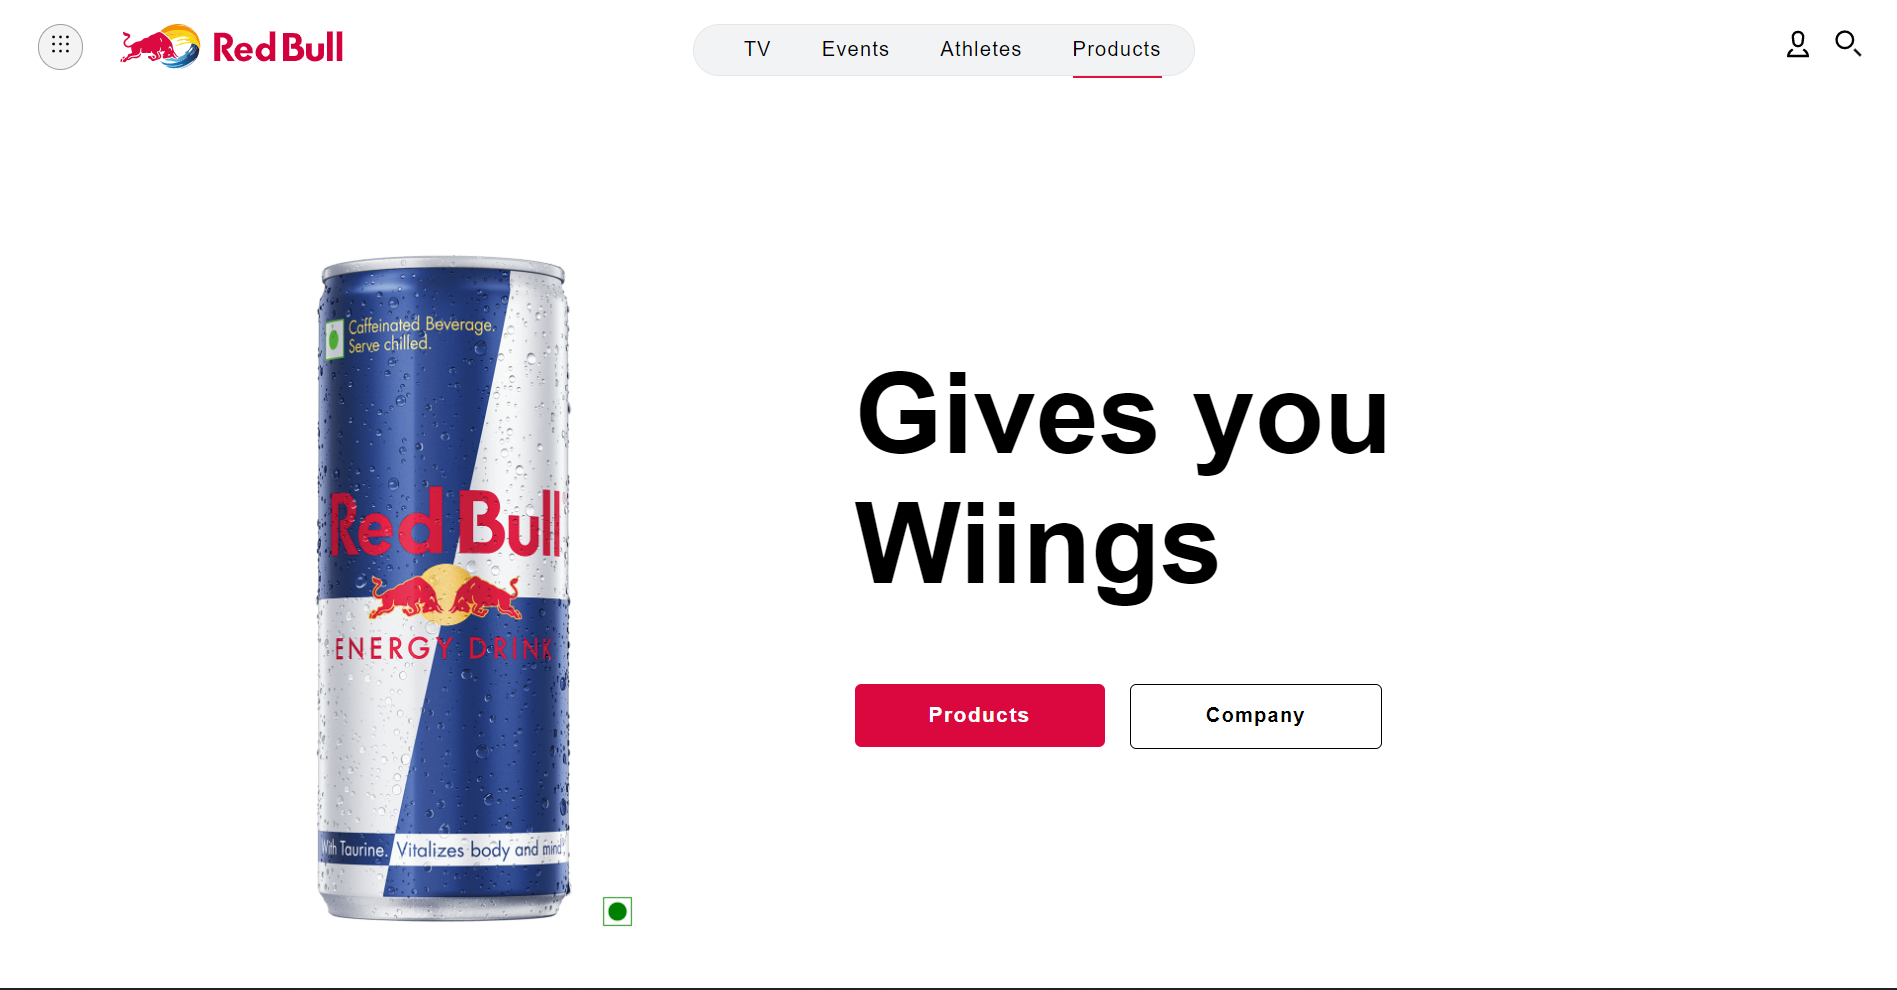 Red Bull
TV
Events
Athletes
Products
Caffeinated Beverage.
Serve chilled.
Red Bull
ENERGY DRINK
With Taurine. Vitalizes body and mind.
Gives you
Wiings
Products
Company